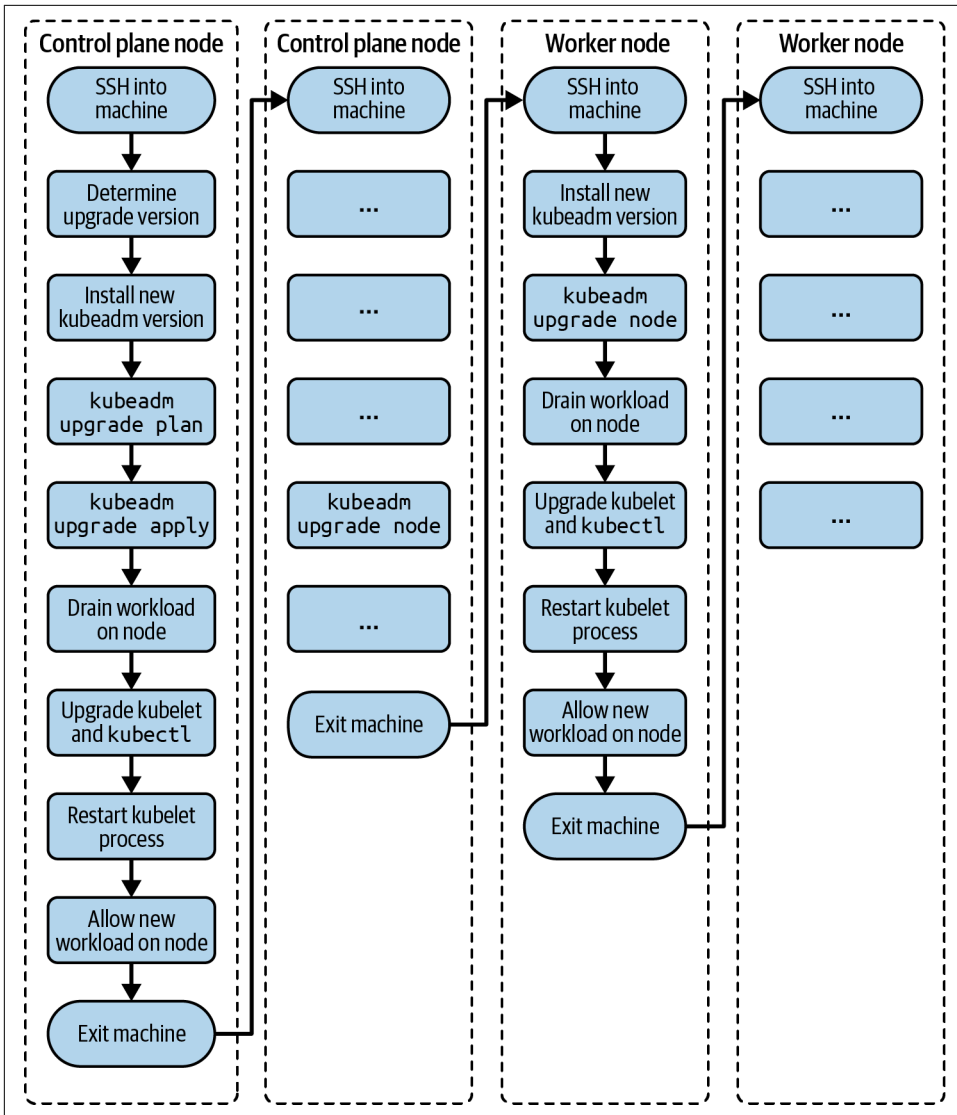 Control plane node
SSH into
machine
Determine
upgrade version
Install new
kubeadm version
kubeadm
upgrade plan
kubeadm
upgrade apply
Drain workload
on node
Upgrade kubelet
and kubectl
Restart kubelet
process
Allow new
workload on node
Exit machine
Control plane node
SSH into
machine
...
...
...
kubeadm
upgrade node
...
Exit machine
Worker node
SSH into
machine
Install new
kubeadm version
kubeadm
upgrade node
Drain workload
on node
Upgrade kubelet
and kubectl
Restart kubelet
process
Allow new
workload on node
Exit machine
Worker node
SSH into
machine
...
...
...
...